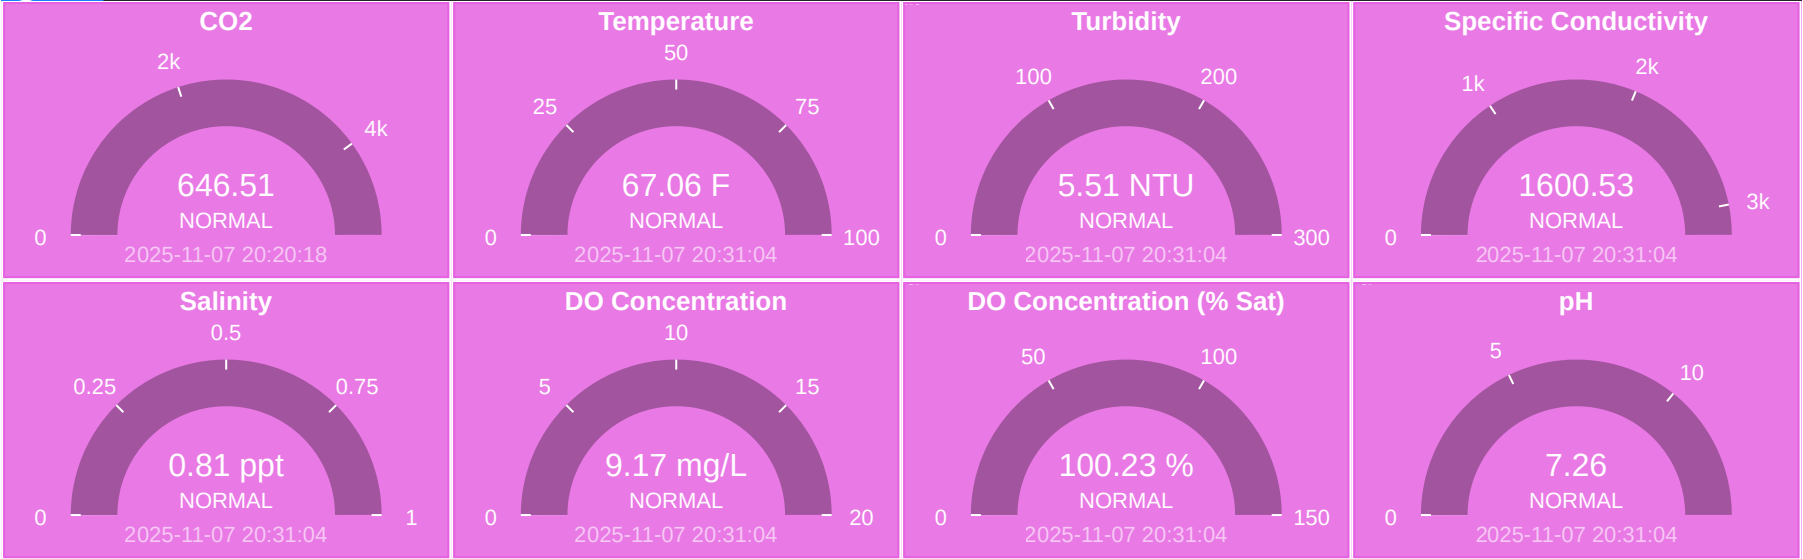 CO2
2k
4k
0
646.51
NORMAL
2025-11-07 20:20:18
Temperature
50
25
75
0
100
67.06 F
NORMAL
2025-11-07 20:31:04
Turbidity
100
200
0
300
5.51 NTU
NORMAL
2025-11-07 20:31:04
Specific Conductivity
1k
2k
3k
0
1600.53
NORMAL
2025-11-07 20:31:04
Salinity
0.5
0.25
0.75
0
1
0.81 ppt
NORMAL
2025-11-07 20:31:04
DO Concentration
10
5
15
0
20
9.17 mg/L
NORMAL
2025-11-07 20:31:04
DO Concentration (% Sat)
50
100
0
150
100.23 %
NORMAL
2025-11-07 20:31:04
pH
5
10
0
7.26
NORMAL
2025-11-07 20:31:04